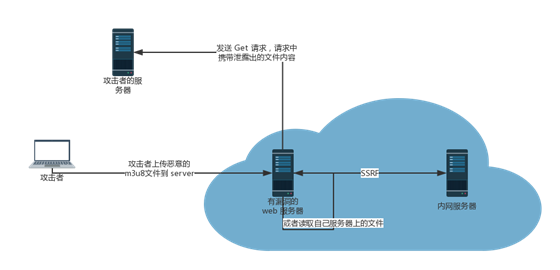 发送 Get 请求，请求中
携带泄露出的文件内容
攻击者的服
务器
攻击者上传恶意的
m3u8文件到 server
攻击者
SSRF
有漏洞的
web 服务器
内网服务器
或者读取自己服务器上的文件